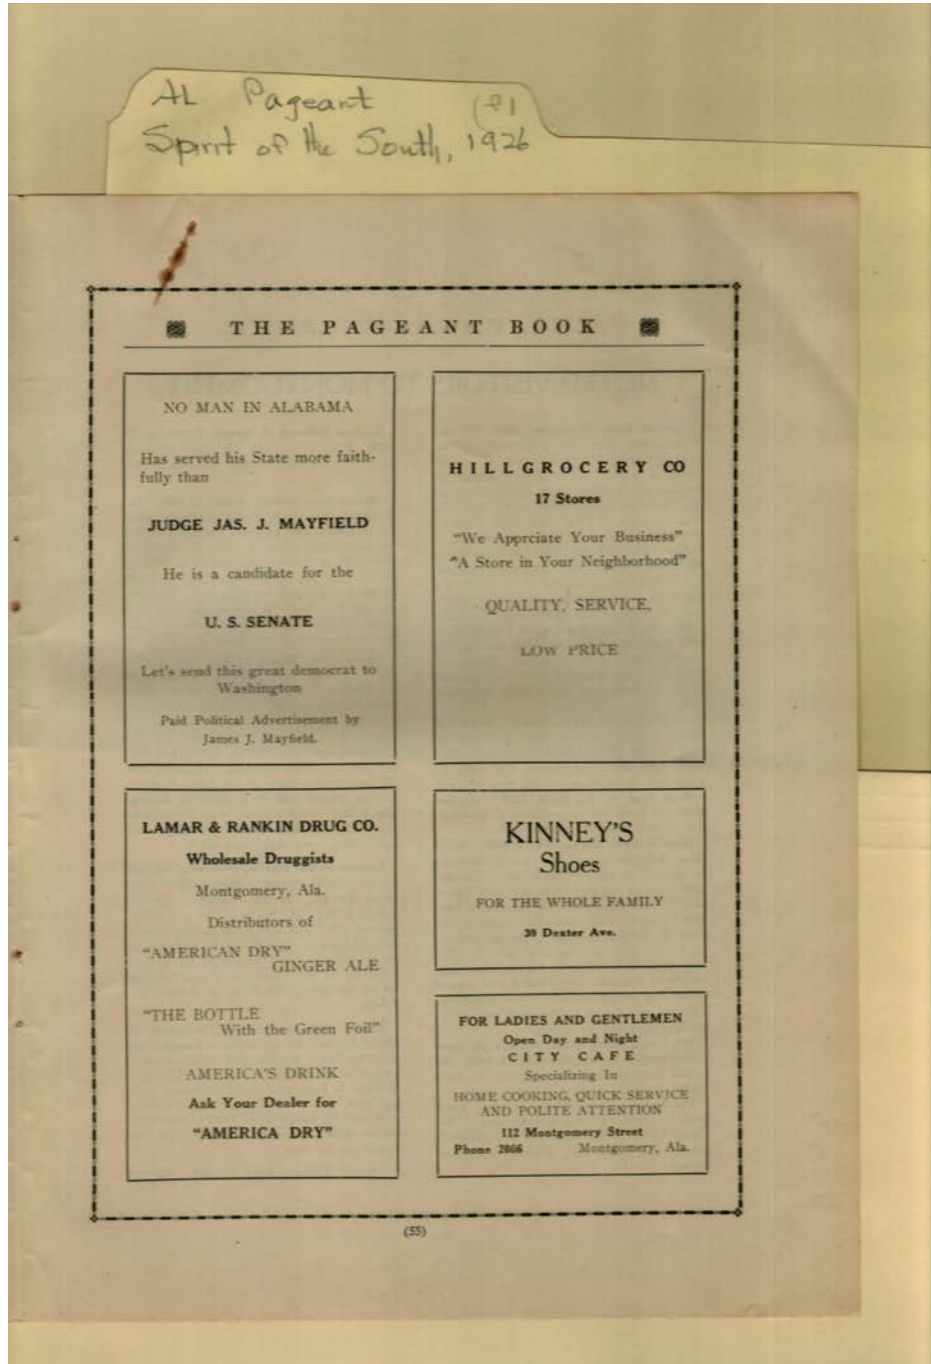 AL Pageant
Spirit of the South, 1926
THE PAGEANT BOOK
NO MAN IN ALABAMA
Has served his State more faith-
fully than
JUDGE JAS. J. MAYFIELD
He is a candidate for the
U. S. SENATE
Let's send this great democrat to
Washington
Paid Political Advertisement by
James J. Mayfield.
HILLGROCERY CO
17 Stores
"We Apprciate Your Business"
"A Store in Your Neighborhood"
QUALITY, SERVICE,
LOW PRICE
LAMAR & RANKIN DRUG CO.
Wholesale Druggists
Montgomery, Ala.
Distributors of
"AMERICAN DRY"
GINGER ALE
"THE BOTTLE
With the Green Foil"
AMERICA'S DRINK
Ask Your Dealer for
"AMERICA DRY"
KINNEY'S
Shoes
FOR THE WHOLE FAMILY
39 Dexter Ave.
FOR LADIES AND GENTLEMEN
Open Day and Night
CITY CAFE
Specializing In
HOME COOKING, QUICK SERVICE
AND POLITE ATTENTION
112 Montgomery Street
Phone 2066 Montgomery, Ala.
(55)